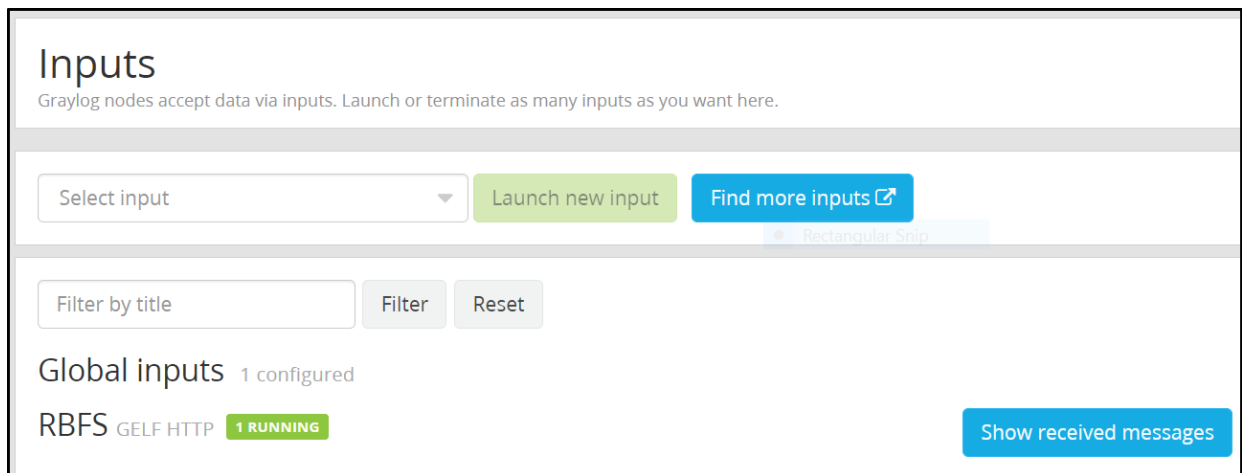 Inputs
Graylog nodes accept data via inputs. Launch or terminate as many inputs as you want here.
Select input Launch new input Find more inputs
Rectangular Snip
Filter by title Filter Reset
Global inputs 1 configured
RBFS GELF HTTP 1 RUNNING Show received messages